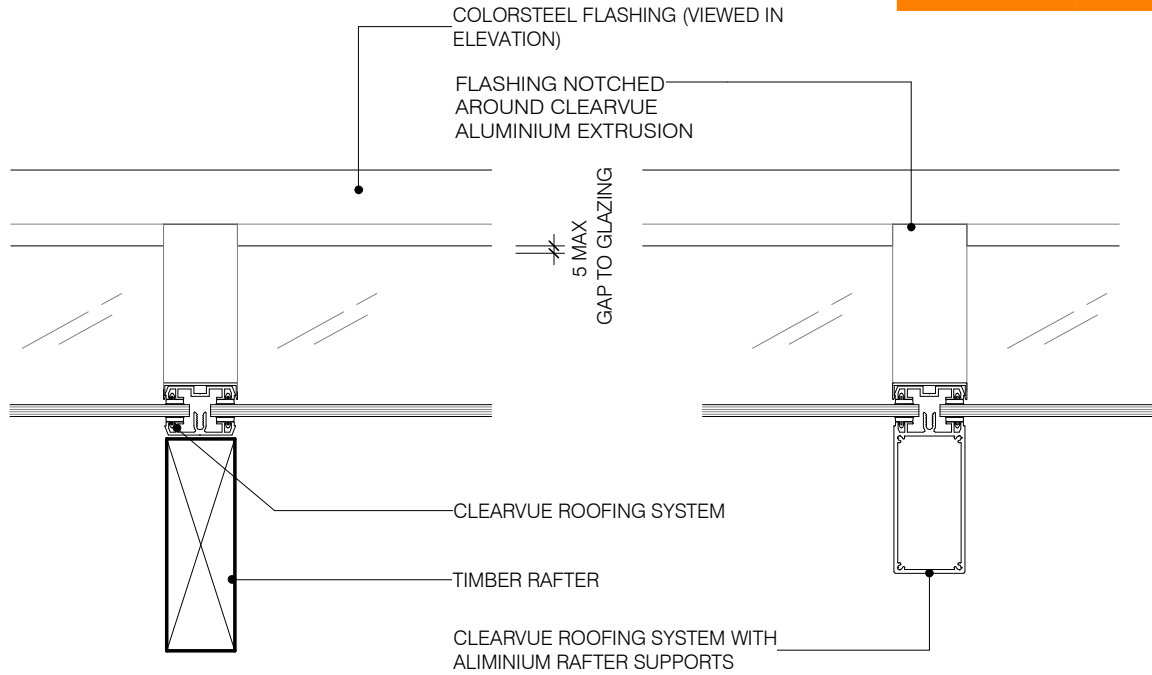 COLORSTEEL FLASHING (VIEWED IN
ELEVATION)
FLASHING NOTCHED
AROUND CLEARVUE
ALUMINIUM EXTRUSION
5 MAX
GAP TO GLAZING
CLEARVUE ROOFING SYSTEM
TIMBER RAFTER
CLEARVUE ROOFING SYSTEM WITH
ALIMINIUM RAFTER SUPPORTS